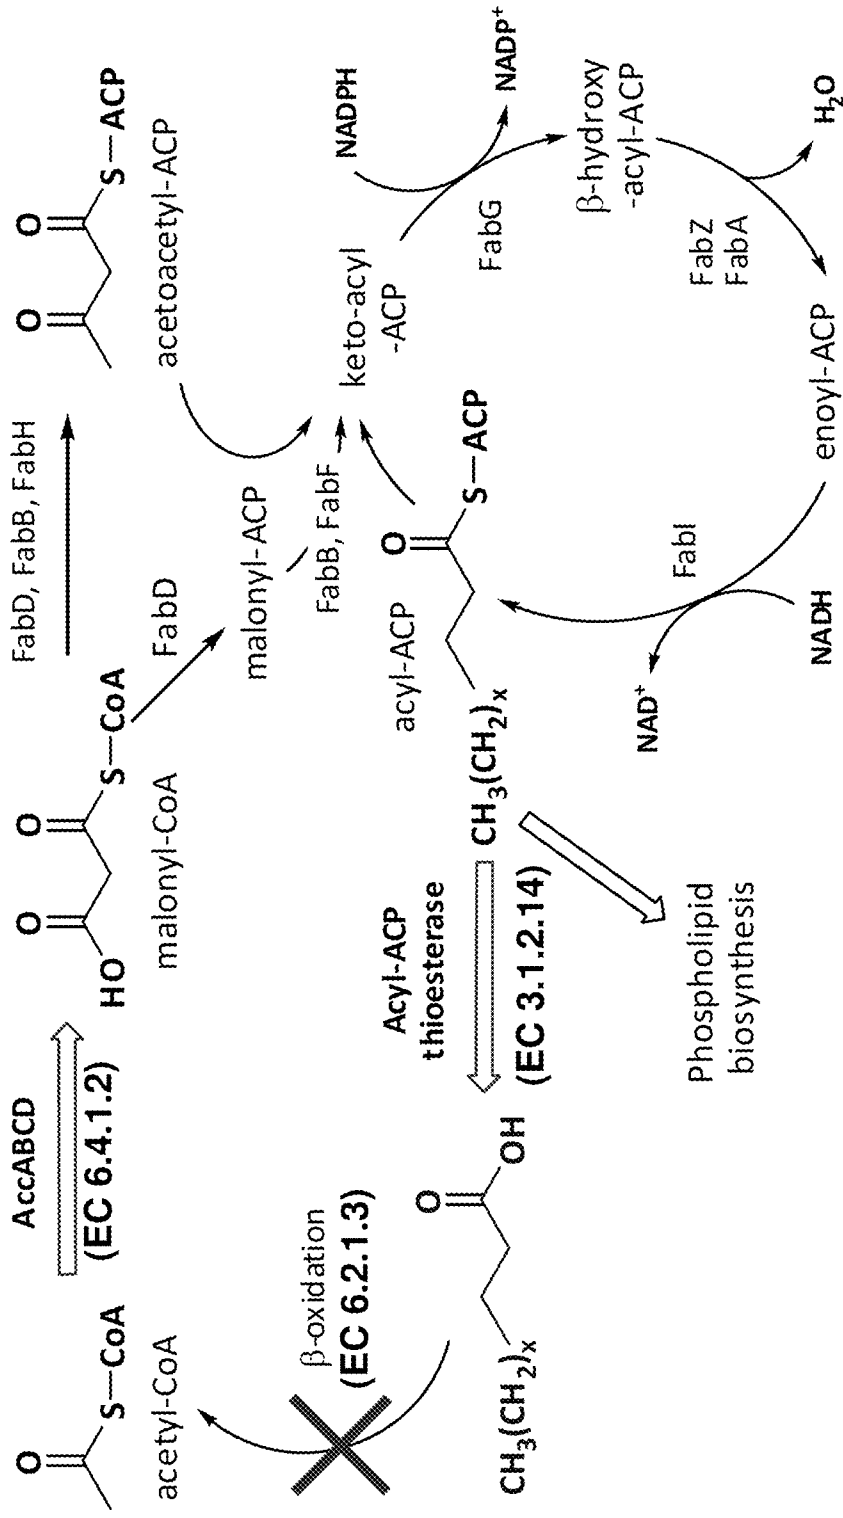 AccABCD
(EC 6.4.1.2)
FabD, FabB, FabH
O
S—CoA
acetyl-CoA
O
O
HO
S—CoA
malonyl-CoA
O
O
S—ACP
acetoacetyl-ACP
FabD
malonyl-ACP
FabB, FabF
keto-acyl
-ACP
NADPH
NADP⁺
FabG
β-hydroxy
-acyl-ACP
FabZ
FabA
H₂O
enoyl-ACP
FabI
NADH
NAD⁺
acyl-ACP
O
S—ACP
CH₃(CH₂)ₓ
Acyl-ACP
thioesterase
(EC 3.1.2.14)
Phospholipid
biosynthesis
β-oxidation
(EC 6.2.1.3)
O
OH
CH₃(CH₂)ₓ